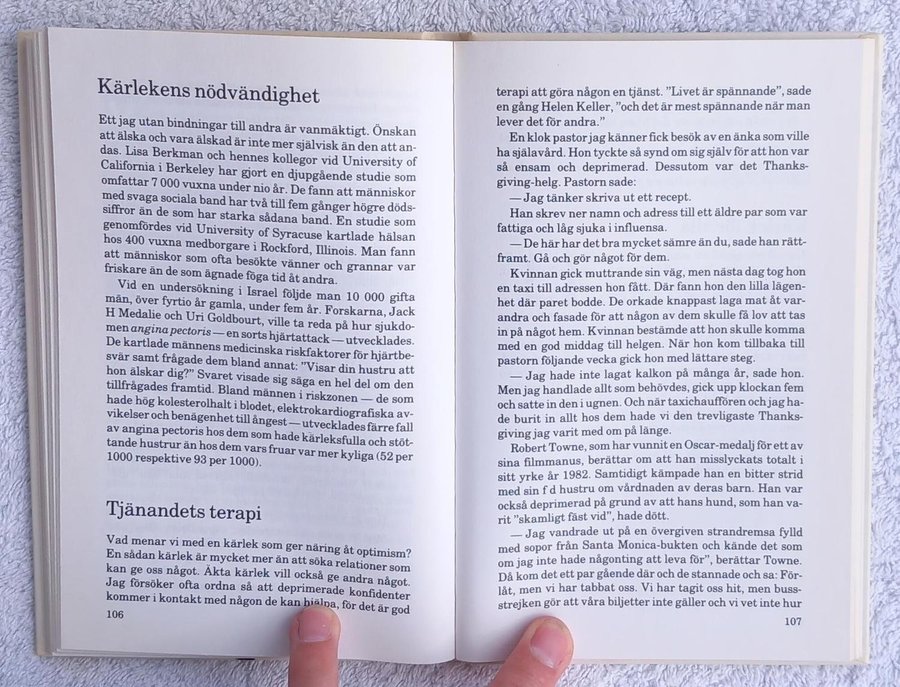 Kärlekens nödvändighet
Ett jag utan bindningar till andra är vanmäktigt. Önskan
att älska och vara älskad är inte mer självisk än den att an-
das. Lisa Berkman och hennes kollegor vid University of
California i Berkeley har gjort en djupgående studie som
omfattar 7 000 vuxna under nio år. De fann att människor
med svaga sociala band har två till fem gånger högre döds-
siffror än de som har starka sådana band. En studie som
genomfördes vid University of Syracuse kartlade hälsan
hos 400 vuxna medborgare i Rockford, Illinois. Man fann
att människor som ofta besökte vänner och grannar var
friskare än de som ägnade föga tid åt andra.
Vid en undersökning i Israel följde man 10 000 gifta
män, över fyrtio år gamla, under fem år. Forskarna, Jack
H Medalie och Uri Goldbourt, ville ta reda på hur sjukdo-
men angina pectoris — en sorts hjärtattack — utvecklades.
De kartlade männens medicinska riskfaktorer för hjärtbe-
svär samt frågade dem bland annat: "Visar din hustru att
hon älskar dig?" Svaret visade sig säga en hel del om den
tillfrågades framtid. Bland männen i riskzonen — de som
hade hög kolesterolhalt i blodet, elektrokardiografiska av-
vikelser och benägenhet till ångest — utvecklades färre fall
av angina pectoris hos dem som hade kärleksfulla och stöt-
tande hustrur än hos dem vars fruar var mer kyliga (52 per
1000 respektive 93 per 1000).
Tjänandets terapi
Vad menar vi med en kärlek som ger näring åt optimism?
En sådan kärlek är mycket mer än att söka relationer som
kan ge oss något. Äkta kärlek vill också ge andra något.
Jag försöker ofta ordna så att deprimerade konfidenter
kommer i kontakt med någon de kan hjälpa, för det är god
106
terapi att göra någon en tjänst. "Livet är spännande", sade
en gång Helen Keller, "och det är mest spännande när man
lever det för andra."
En klok pastor jag känner fick besök av en änka som ville
ha själavård. Hon tyckte så synd om sig själv för att hon var
så ensam och deprimerad. Dessutom var det Thanks-
giving-helg. Pastorn sade:
— Jag tänker skriva ut ett recept.
Han skrev ner namn och adress till ett äldre par som var
fattiga och låg sjuka i influensa.
— De här har det bra mycket sämre än du, sade han rätt-
framt. Gå och gör något för dem.
Kvinnan gick muttrande sin väg, men nästa dag tog hon
en taxi till adressen hon fått. Där fann hon den lilla lägen-
het där paret bodde. De orkade knappast laga mat åt var-
andra och fasade för att någon av dem skulle få lov att tas
in på något hem. Kvinnan bestämde att hon skulle komma
med en god middag till helgen. När hon kom tillbaka till
pastorn följande vecka gick hon med lättare steg.
— Jag hade inte lagat kalkon på många år, sade hon.
Men jag handlade allt som behövdes, gick upp klockan fem
och satte in den i ugnen. Och när taxichauffören och jag ha-
de burit in allt hos dem hade vi den trevligaste Thanks-
giving jag varit med om på länge.
Robert Towne, som har vunnit en Oscar-medalj för ett av
sina filmmanus, berättar om att han misslyckats totalt i
sitt yrke år 1982. Samtidigt kämpade han en bitter strid
med sin f d hustru om vårdnaden av deras barn. Han var
också deprimerad på grund av att hans hund, som han va-
rit "skamligt fäst vid", hade dött.
— Jag vandrade ut på en övergiven strandremsa fylld
med sopor från Santa Monica-bukten och kände det som
om jag inte hade någonting att leva för", berättar Towne.
Då kom det ett par gående där och de stannade och sa: För-
låt, men vi har tabbat oss. Vi har tagit oss hit, men buss-
strejken gör att våra biljetter inte gäller och vi vet inte hur
107